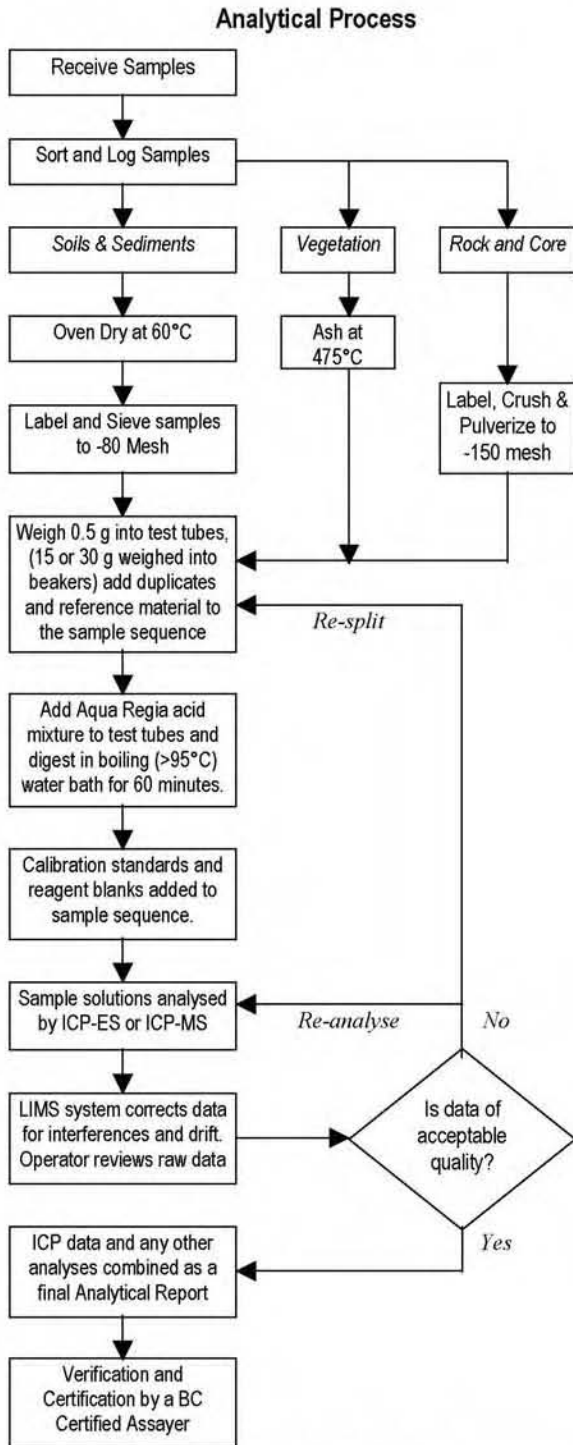 Analytical Process
Receive Samples
Sort and Log Samples
Soils & Sediments
Vegetation
Rock and Core
Oven Dry at 60°C
Ash at
475°C
Label and Sieve samples
to -80 Mesh
Label, Crush &
Pulverize to
-150 mesh
Weigh 0.5 g into test tubes,
(15 or 30 g weighed into
beakers) add duplicates
and reference material to
the sample sequence
Re-split
Add Aqua Regia acid
mixture to test tubes and
digest in boiling (>95°C)
water bath for 60 minutes.
Calibration standards and
reagent blanks added to
sample sequence.
Sample solutions analysed
by ICP-ES or ICP-MS
Re-analyse
No
LIMS system corrects data
for interferences and drift.
Operator reviews raw data
Is data of
acceptable
quality?
Yes
ICP data and any other
analyses combined as a
final Analytical Report
Verification and
Certification by a BC
Certified Assayer